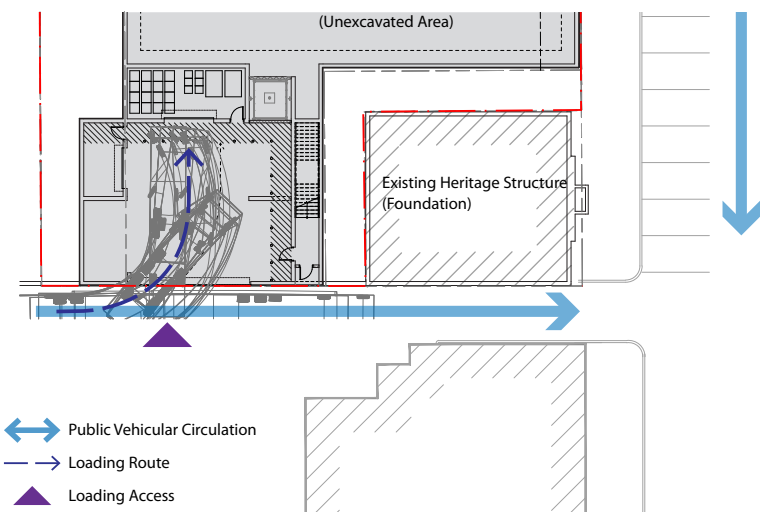 (Unexcavated Area)
Existing Heritage Structure
(Foundation)
Public Vehicular Circulation
Loading Route
Loading Access